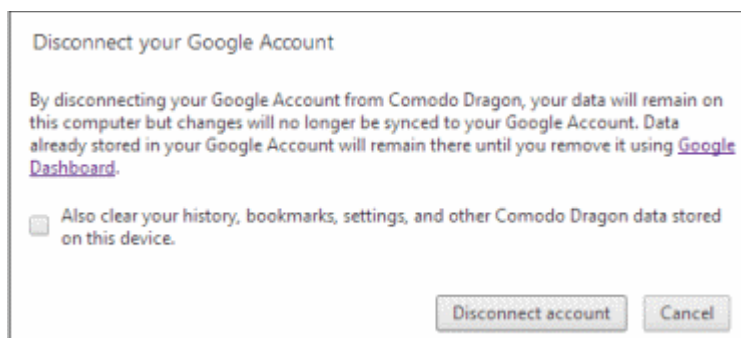 Disconnect your Google Account
By disconnecting your Google Account from Comodo Dragon, your data will remain on
this computer but changes will no longer be synced to your Google Account. Data
already stored in your Google Account will remain there until you remove it using Google
Dashboard.
Also clear your history, bookmarks, settings, and other Comodo Dragon data stored
on this device.
Disconnect account Cancel